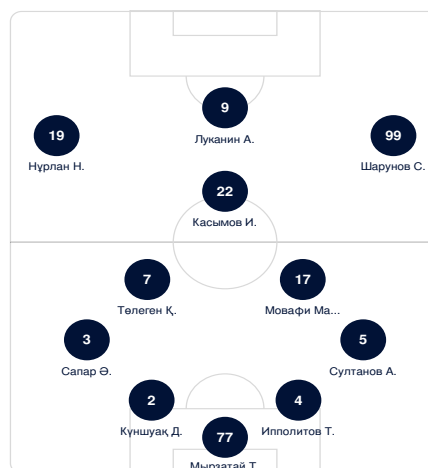 9
Луканин А.
19
Нұрлан Н.
99
Шарунов С.
22
Касымов И.
7
Төлеген Қ.
17
Мовафи Ма...
3
Сапар Ә.
5
Султанов А.
2
Күншуақ Д.
4
Ипполитов Т.
77
Мырзатай Т.